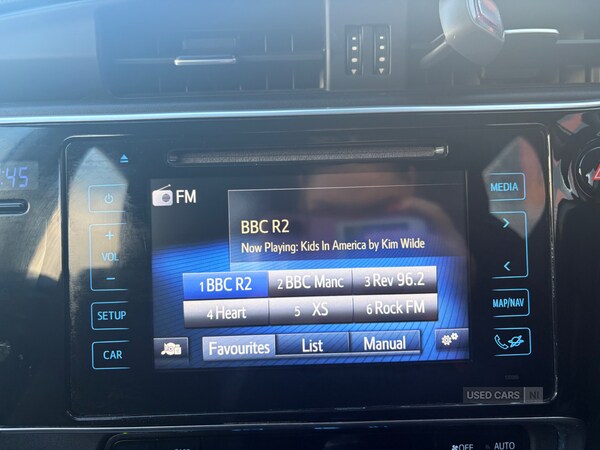 :45
FM
BBC R2
Now Playing: Kids In America by Kim Wilde
1 BBC R2
2 BBC Manc
3 Rev 96.2
4 Heart
5 XS
6 Rock FM
Favourites
List
Manual
+
VOL
-
SETUP
CAR
MEDIA
>
<
MAP/NAV
OFF
AUTO
USED CARS NI